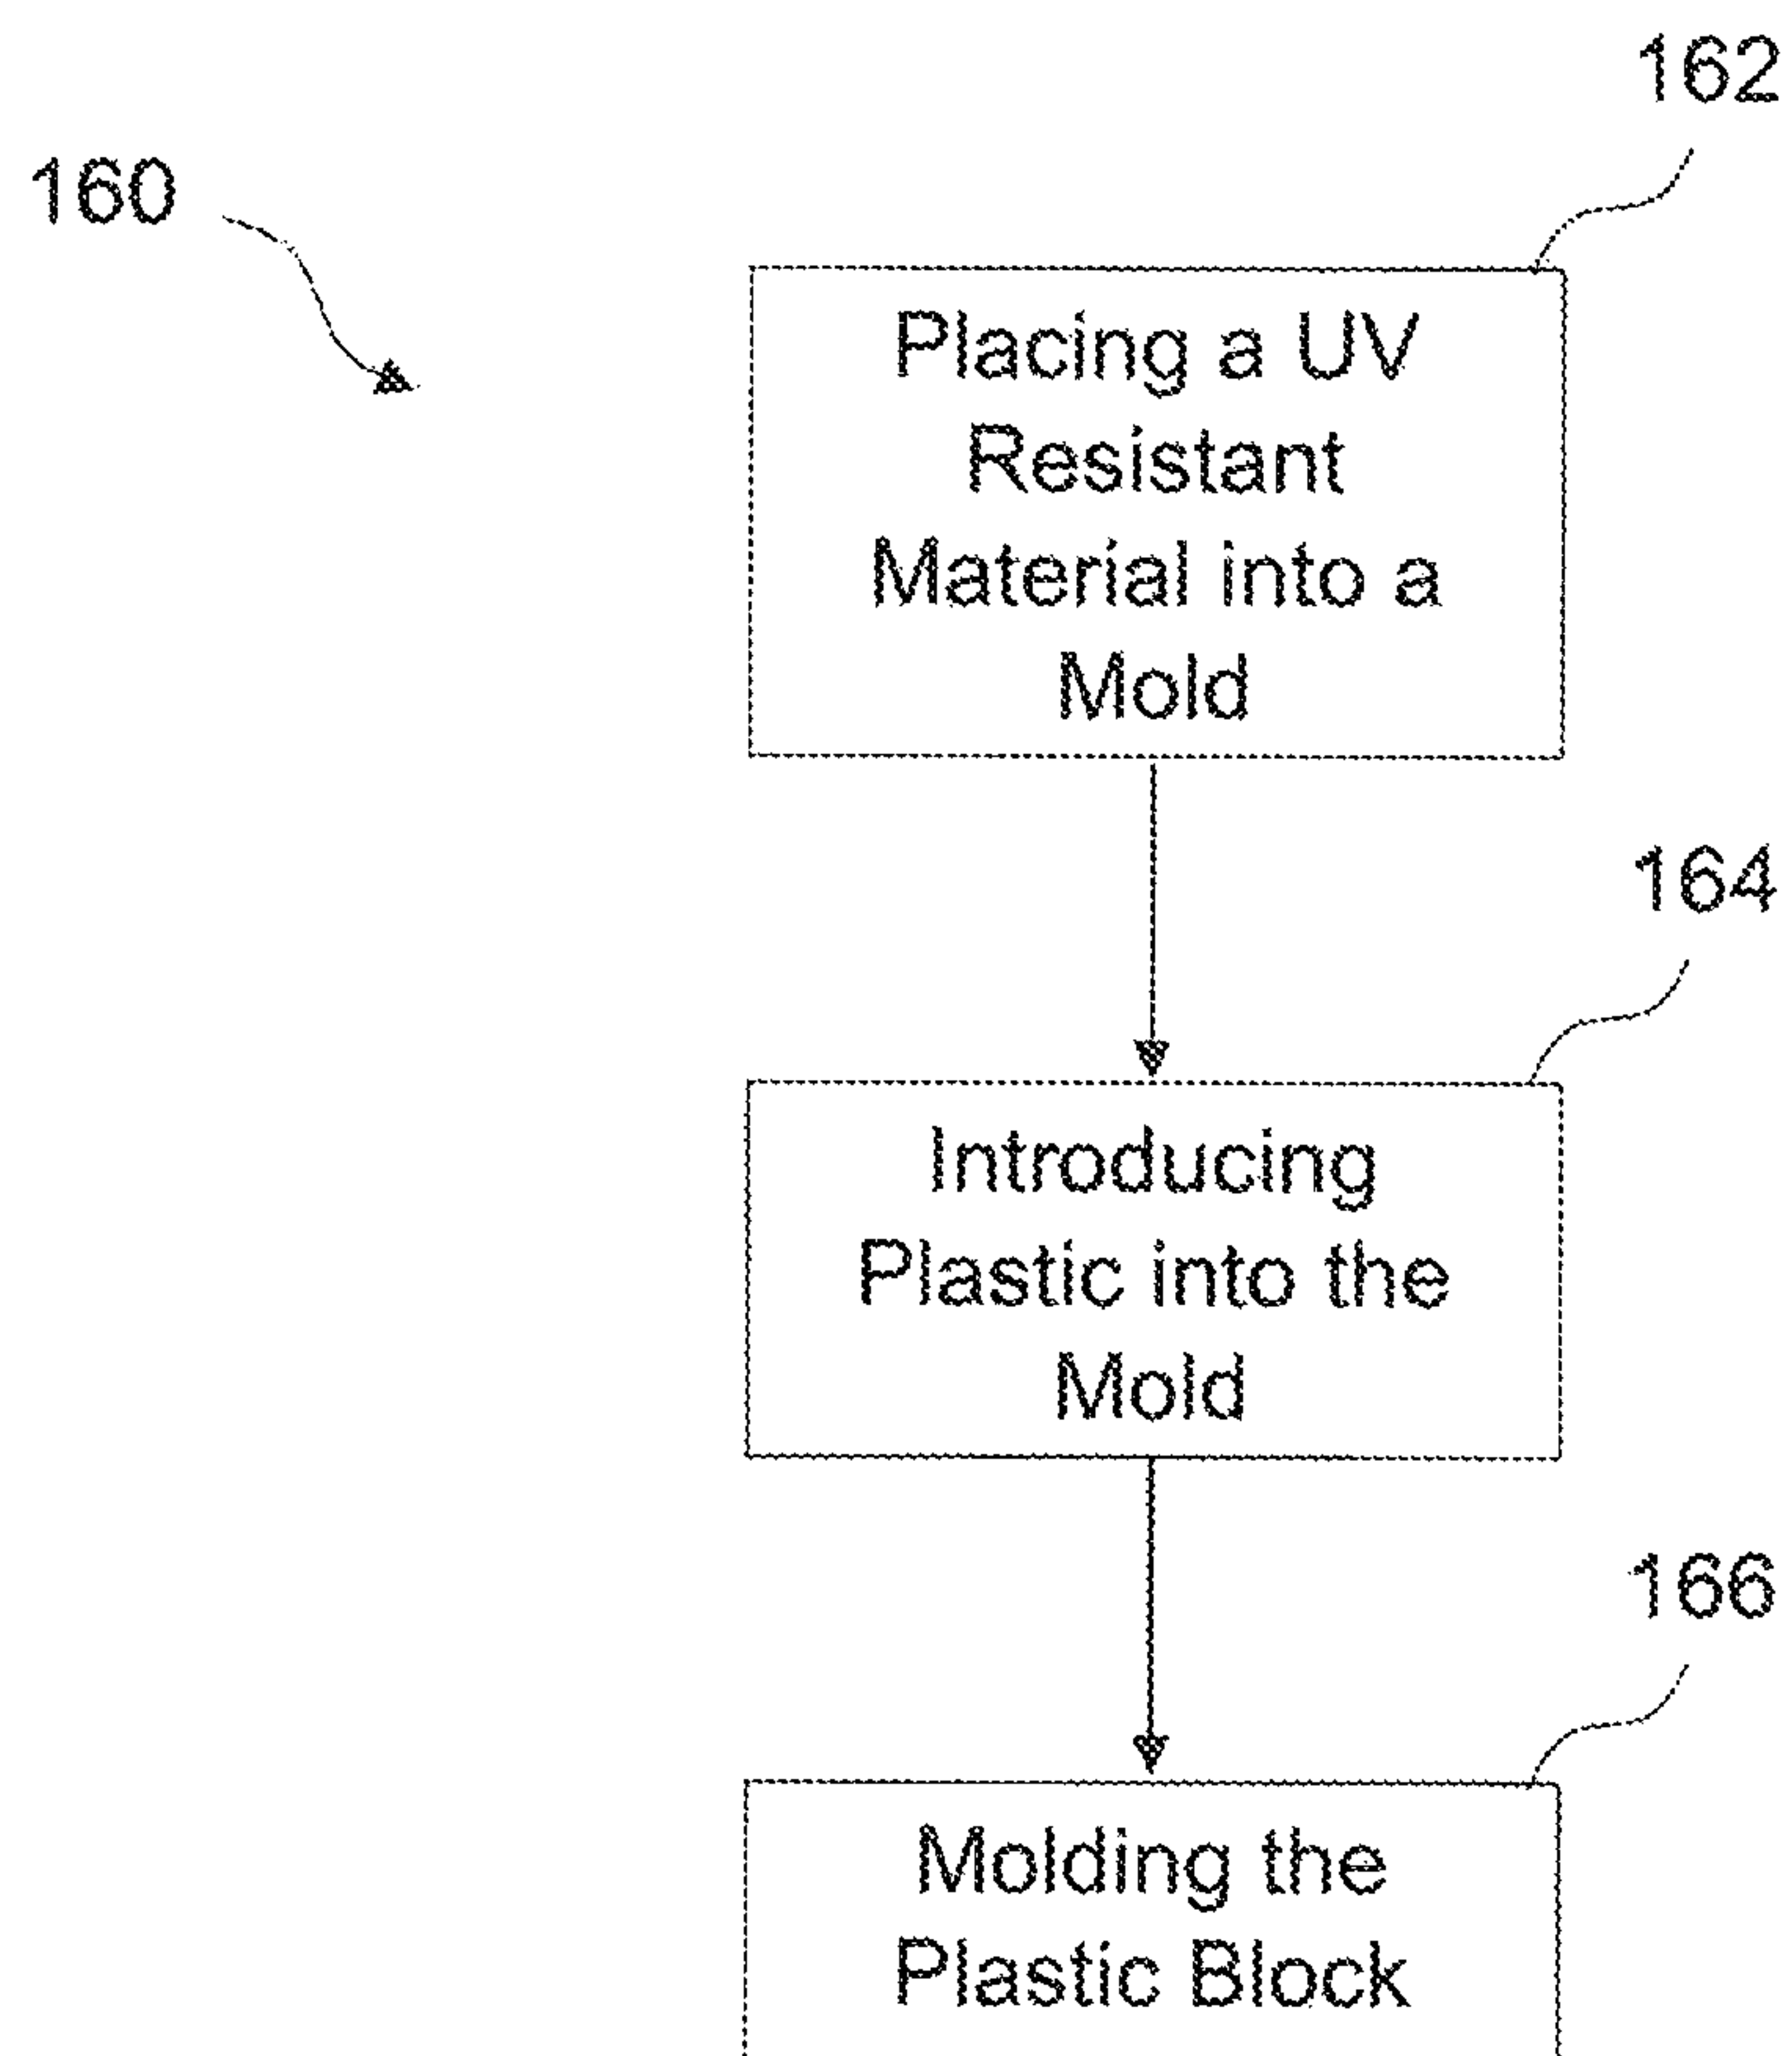 162
160
Placing a UV
Resistant
Material into a
Mold
164
Introducing
Plastic into the
Mold
166
Molding the
Plastic Block